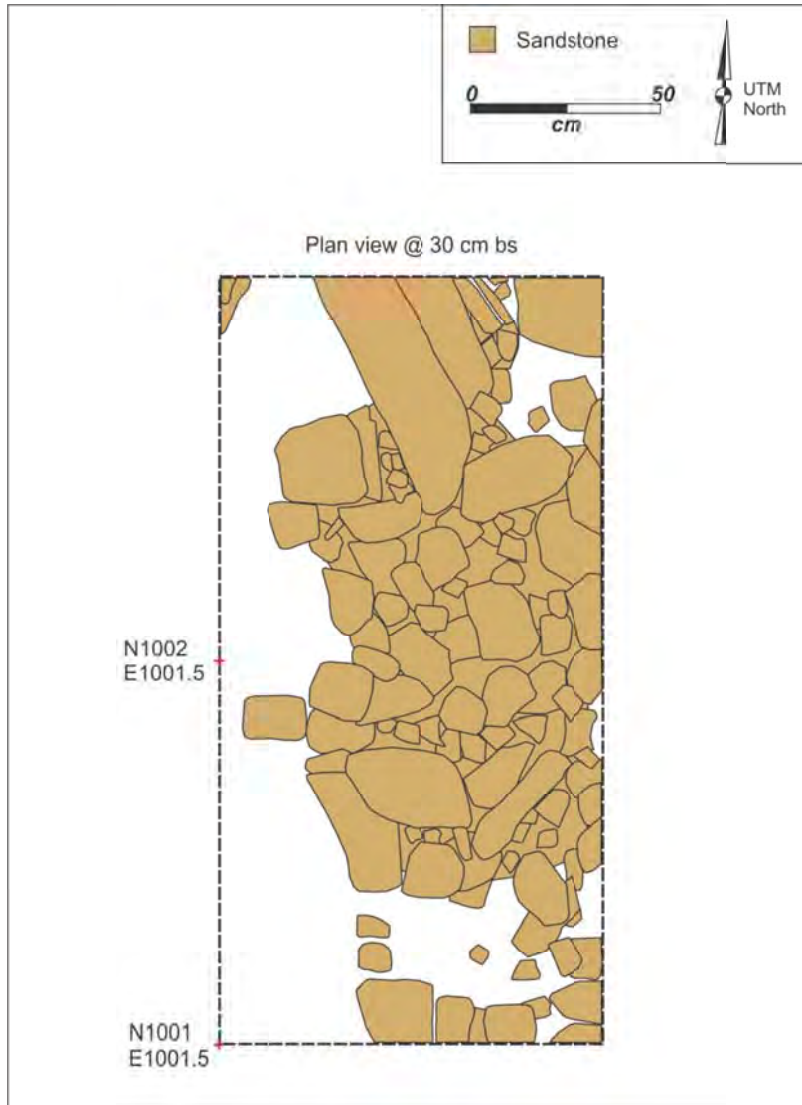 Sandstone
0 50
cm
UTM
North
Plan view @ 30 cm bs
N1002
E1001.5
N1001
E1001.5